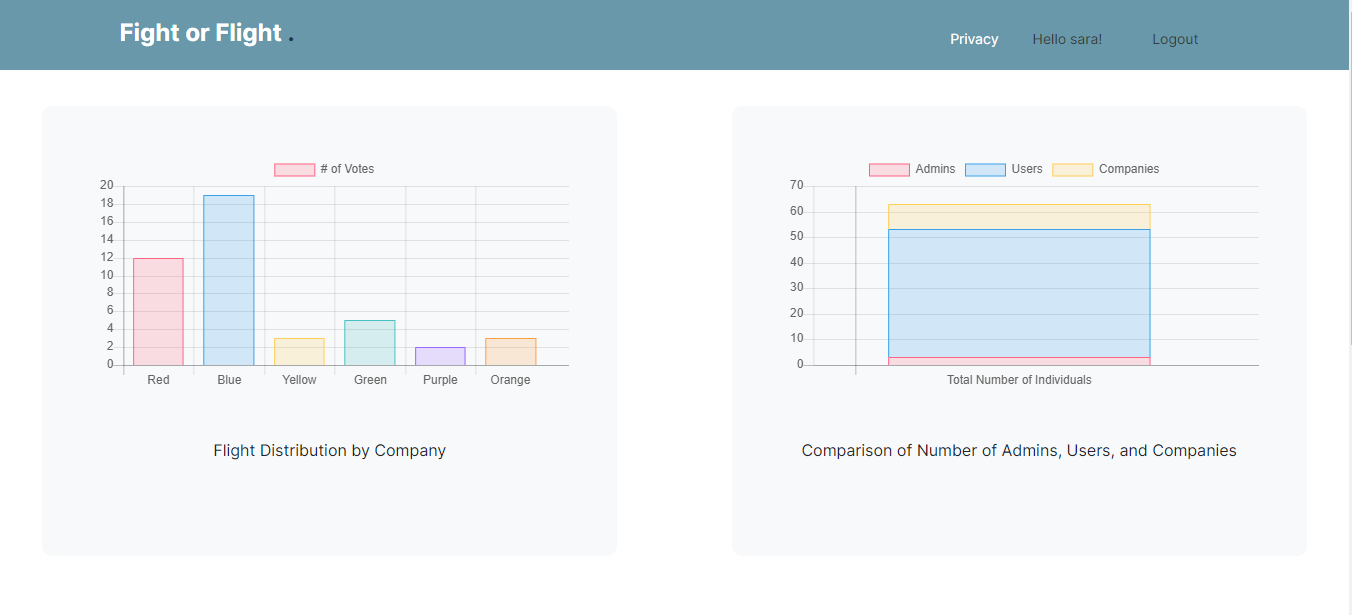 Fight or Flight .
Privacy Hello sara! Logout
# of Votes
20
18
16
14
12
10
8
6
4
2
0
Red Blue Yellow Green Purple Orange
Flight Distribution by Company
Admins Users Companies
70
60
50
40
30
20
10
0
Total Number of Individuals
Comparison of Number of Admins, Users, and Companies